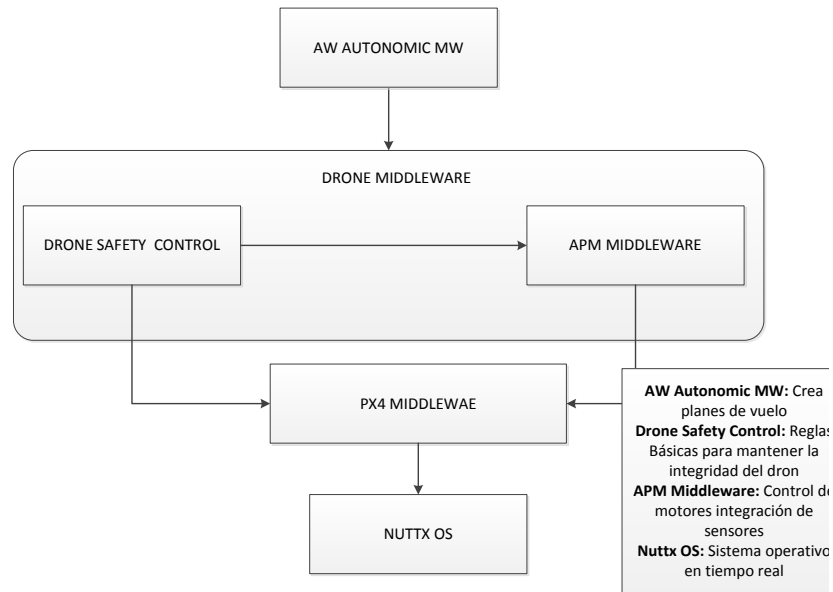 AW AUTONOMIC MW
DRONE MIDDLEWARE
DRONE SAFETY CONTROL
APM MIDDLEWARE
PX4 MIDDLEWAE
NUTTX OS
AW Autonomic MW: Crea
planes de vuelo
Drone Safety Control: Reglas
Básicas para mantener la
integridad del dron
APM Middleware: Control de
motores integración de
sensores
Nuttx OS: Sistema operativo
en tiempo real